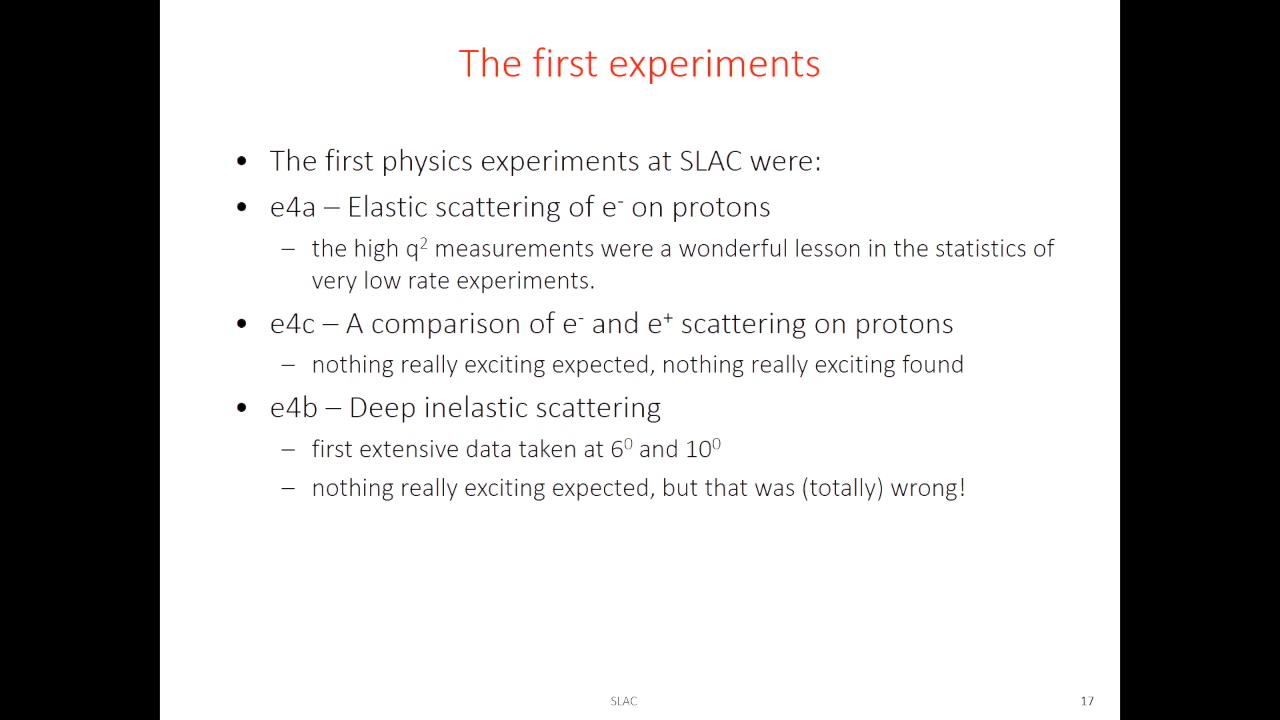 The first experiments
• The first physics experiments at SLAC were:
• e4a – Elastic scattering of e⁻ on protons
– the high q² measurements were a wonderful lesson in the statistics of
very low rate experiments.
• e4c – A comparison of e⁻ and e⁺ scattering on protons
– nothing really exciting expected, nothing really exciting found
• e4b – Deep inelastic scattering
– first extensive data taken at 6⁰ and 10⁰
– nothing really exciting expected, but that was (totally) wrong!
SLAC
17